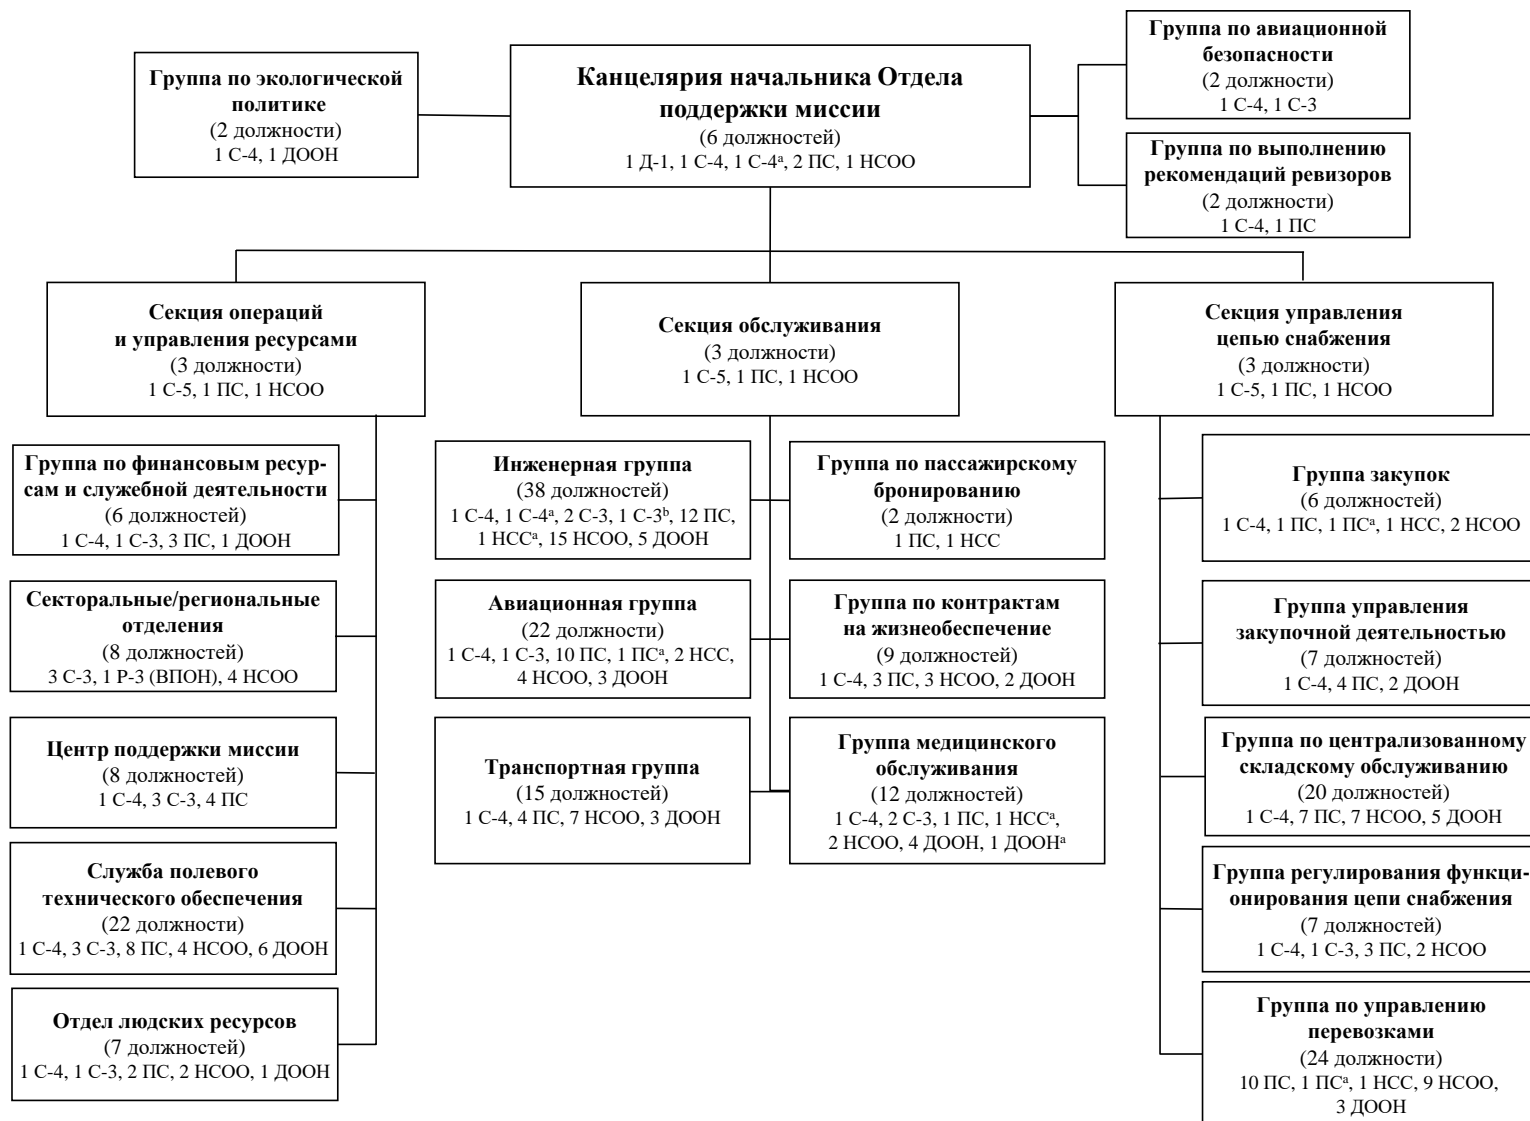 Группа по экологической
политике
(2 должности)
1 С-4, 1 ДООН
Канцелярия начальника Отдела
поддержки миссии
(6 должностей)
1 Д-1, 1 С-4, 1 С-4ᵃ, 2 ПС, 1 НСОО
Группа по авиационной
безопасности
(2 должности)
1 С-4, 1 С-3
Группа по выполнению
рекомендаций ревизоров
(2 должности)
1 С-4, 1 ПС
Секция операций
и управления ресурсами
(3 должности)
1 С-5, 1 ПС, 1 НСОО
Секция обслуживания
(3 должности)
1 С-5, 1 ПС, 1 НСОО
Секция управления
цепью снабжения
(3 должности)
1 С-5, 1 ПС, 1 НСОО
Группа по финансовым ресур-
сам и служебной деятельности
(6 должностей)
1 С-4, 1 С-3, 3 ПС, 1 ДООН
Секторальные/региональные
отделения
(8 должностей)
3 С-3, 1 Р-3 (ВПОН), 4 НСОО
Центр поддержки миссии
(8 должностей)
1 С-4, 3 С-3, 4 ПС
Служба полевого
технического обеспечения
(22 должности)
1 С-4, 3 С-3, 8 ПС, 4 НСОО, 6 ДООН
Отдел людских ресурсов
(7 должностей)
1 С-4, 1 С-3, 2 ПС, 2 НСОО, 1 ДООН
Инженерная группа
(38 должностей)
1 С-4, 1 С-4ᵃ, 2 С-3, 1 С-3ᵇ, 12 ПС,
1 НССᵃ, 15 НСОО, 5 ДООН
Авиационная группа
(22 должности)
1 С-4, 1 С-3, 10 ПС, 1 ПСᵃ, 2 НСС,
4 НСОО, 3 ДООН
Транспортная группа
(15 должностей)
1 С-4, 4 ПС, 7 НСОО, 3 ДООН
Группа по пассажирскому
бронированию
(2 должности)
1 ПС, 1 НСС
Группа по контрактам
на жизнеобеспечение
(9 должностей)
1 С-4, 3 ПС, 3 НСОО, 2 ДООН
Группа медицинского
обслуживания
(12 должностей)
1 С-4, 2 С-3, 1 ПС, 1 НССᵃ,
2 НСОО, 4 ДООН, 1 ДООНᵃ
Группа закупок
(6 должностей)
1 С-4, 1 ПС, 1 ПСᵃ, 1 НСС, 2 НСОО
Группа управления
закупочной деятельностью
(7 должностей)
1 С-4, 4 ПС, 2 ДООН
Группа по централизованному
складскому обслуживанию
(20 должностей)
1 С-4, 7 ПС, 7 НСОО, 5 ДООН
Группа регулирования функци-
онирования цепи снабжения
(7 должностей)
1 С-4, 1 С-3, 3 ПС, 2 НСОО
Группа по управлению
перевозками
(24 должности)
10 ПС, 1 ПСᵃ, 1 НСС, 9 НСОО,
3 ДООН